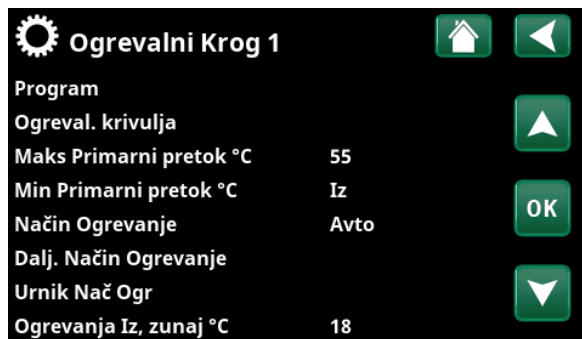 Ogrevalni Krog 1
Program
Ogreval. krivulja
Maks Primarni pretok °C 55
Min Primarni pretok °C Iz
Način Ogrevanje Avto
OK
Dalj. Način Ogrevanje
Urnik Nač Ogr
Ogrevanja Iz, zunaj °C 18